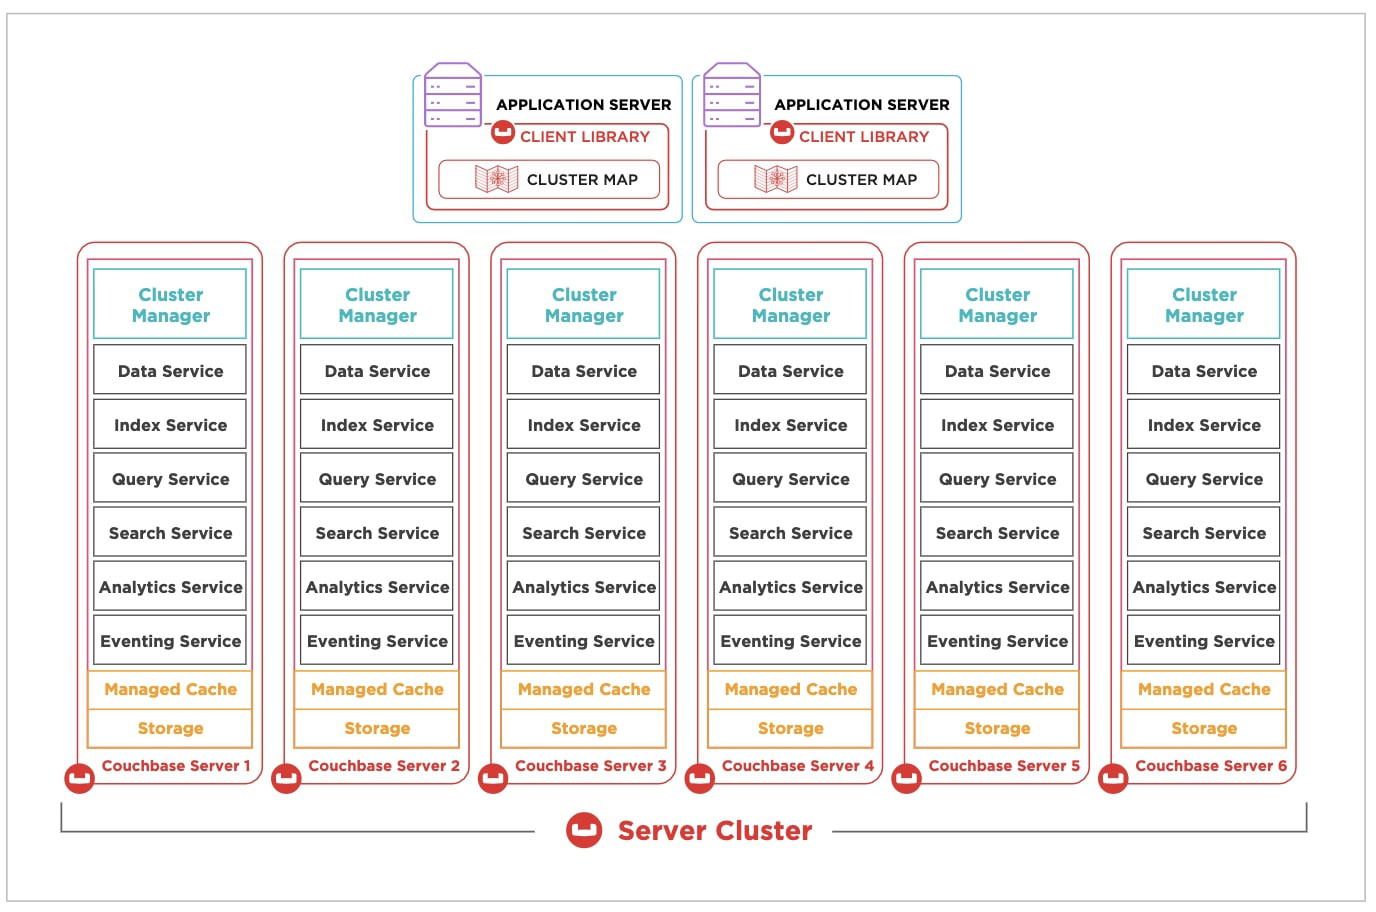 APPLICATION SERVER
CLIENT LIBRARY
CLUSTER MAP
APPLICATION SERVER
CLIENT LIBRARY
CLUSTER MAP
Cluster
Manager
Data Service
Index Service
Query Service
Search Service
Analytics Service
Eventing Service
Managed Cache
Storage
Couchbase Server 1
Cluster
Manager
Data Service
Index Service
Query Service
Search Service
Analytics Service
Eventing Service
Managed Cache
Storage
Couchbase Server 2
Cluster
Manager
Data Service
Index Service
Query Service
Search Service
Analytics Service
Eventing Service
Managed Cache
Storage
Couchbase Server 3
Cluster
Manager
Data Service
Index Service
Query Service
Search Service
Analytics Service
Eventing Service
Managed Cache
Storage
Couchbase Server 4
Cluster
Manager
Data Service
Index Service
Query Service
Search Service
Analytics Service
Eventing Service
Managed Cache
Storage
Couchbase Server 5
Cluster
Manager
Data Service
Index Service
Query Service
Search Service
Analytics Service
Eventing Service
Managed Cache
Storage
Couchbase Server 6
Server Cluster